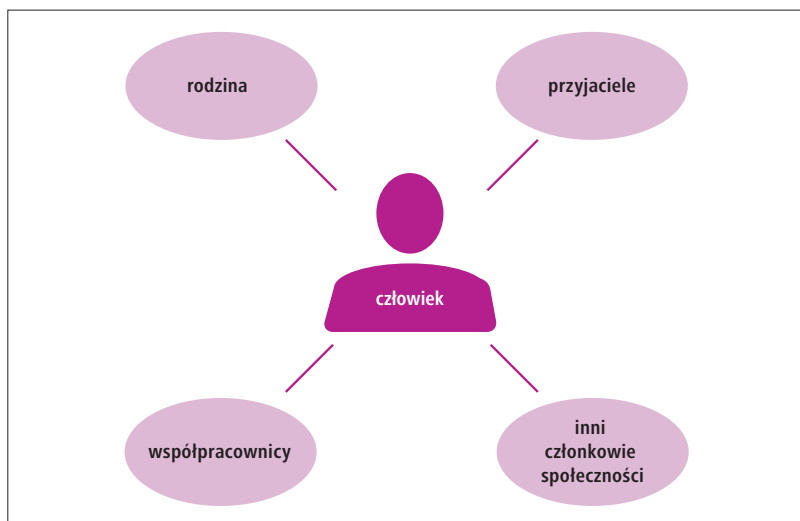 rodzina
przyjaciele
człowiek
współpracownicy
inni
członkowie
społeczności